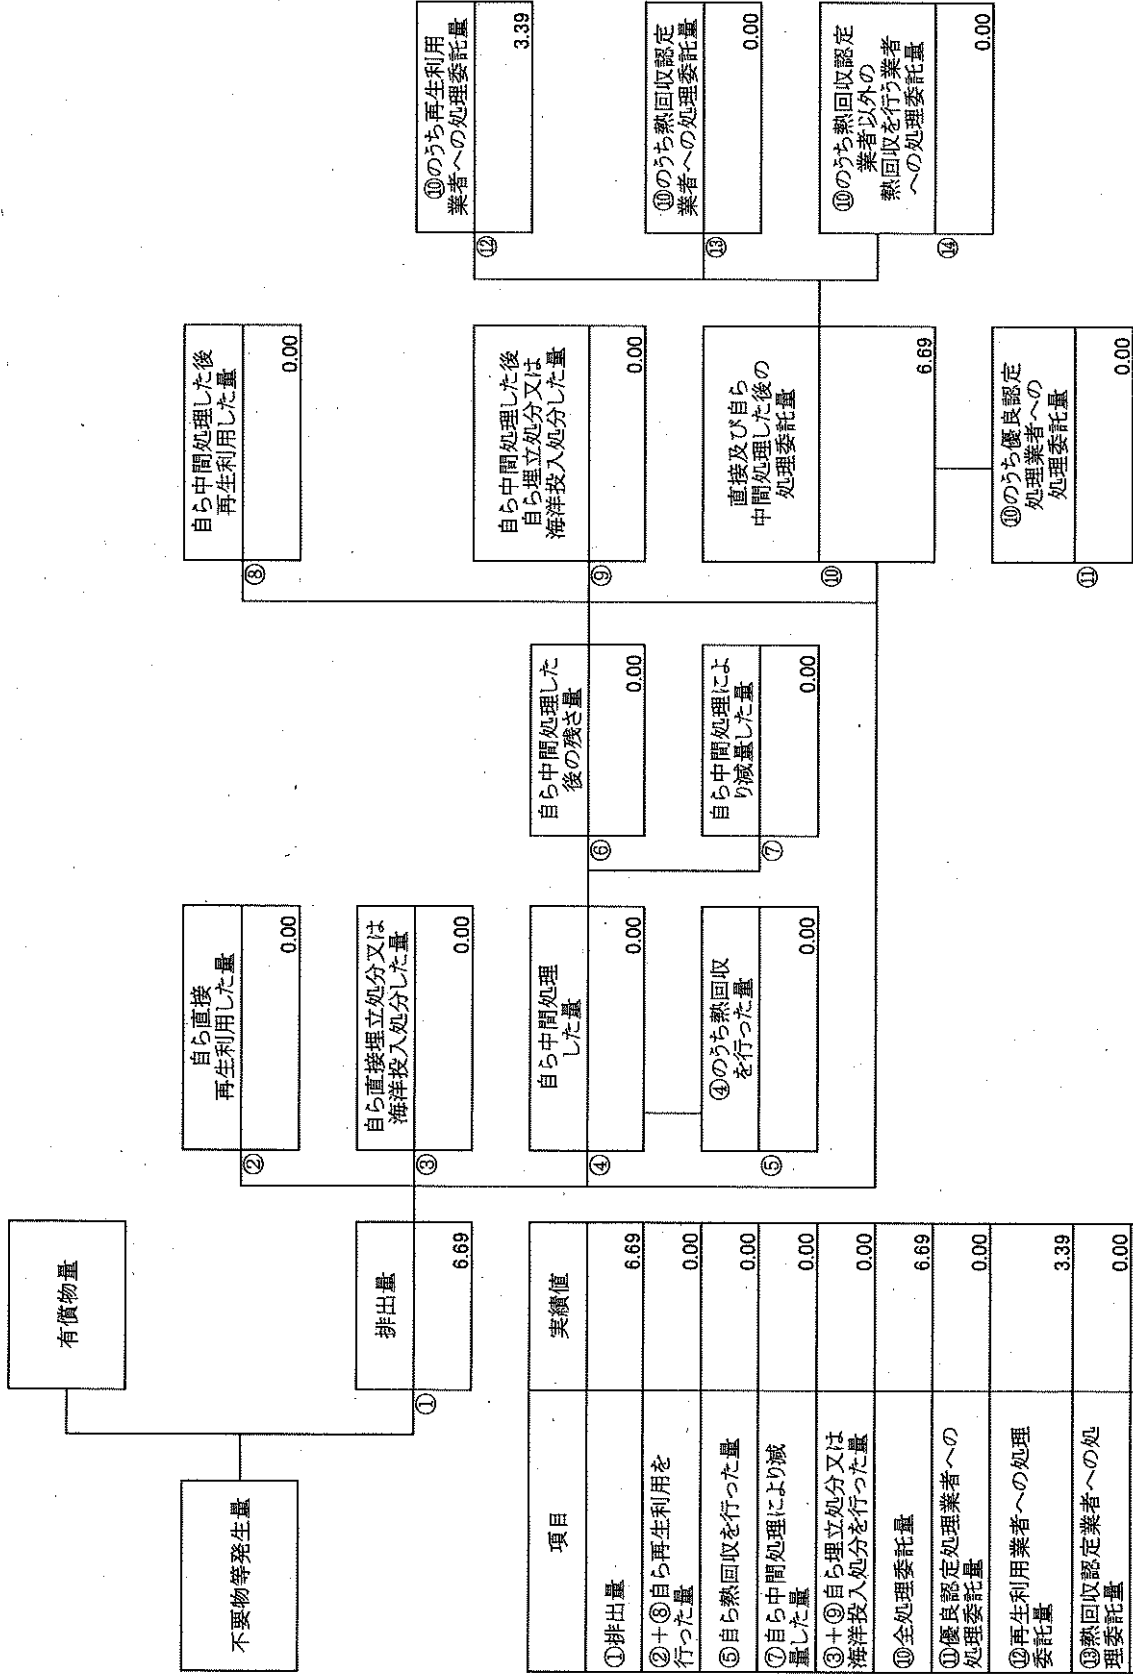 不要物等発生量
有償物量
排出量
①
6.69
自ら直接
再生利用した量
②
0.00
自ら直接埋立処分又は
海洋投入処分した量
③
0.00
自ら中間処理
した量
④
0.00
④のうち熱回収
を行った量
⑤
0.00
自ら中間処理した
後の残さ量
⑥
0.00
自ら中間処理によ
り減量した量
⑦
0.00
自ら中間処理した後
再生利用した量
⑧
0.00
自ら中間処理した後
自ら埋立処分又は
海洋投入処分した量
⑨
0.00
直接及び自ら
中間処理した後の
処理委託量
⑩
6.69
⑩のうち優良認定
処理業者への
処理委託量
⑪
0.00
⑩のうち再生利用
業者への処理委託量
⑫
3.39
⑩のうち熱回収認定
業者への処理委託量
⑬
0.00
⑩のうち熱回収認定
業者以外の
熱回収を行う業者
への処理委託量
⑭
0.00
項目
実績値
①排出量
6.69
②＋⑧自ら再生利用を
行った量
0.00
⑤自ら熱回収を行った量
0.00
⑦自ら中間処理により減
量した量
0.00
③＋⑨自ら埋立処分又は
海洋投入処分を行った量
0.00
⑩全処理委託量
6.69
⑪優良認定処理業者への
処理委託量
0.00
⑫再生利用業者への処理
委託量
3.39
⑬熱回収認定業者への処
理委託量
0.00